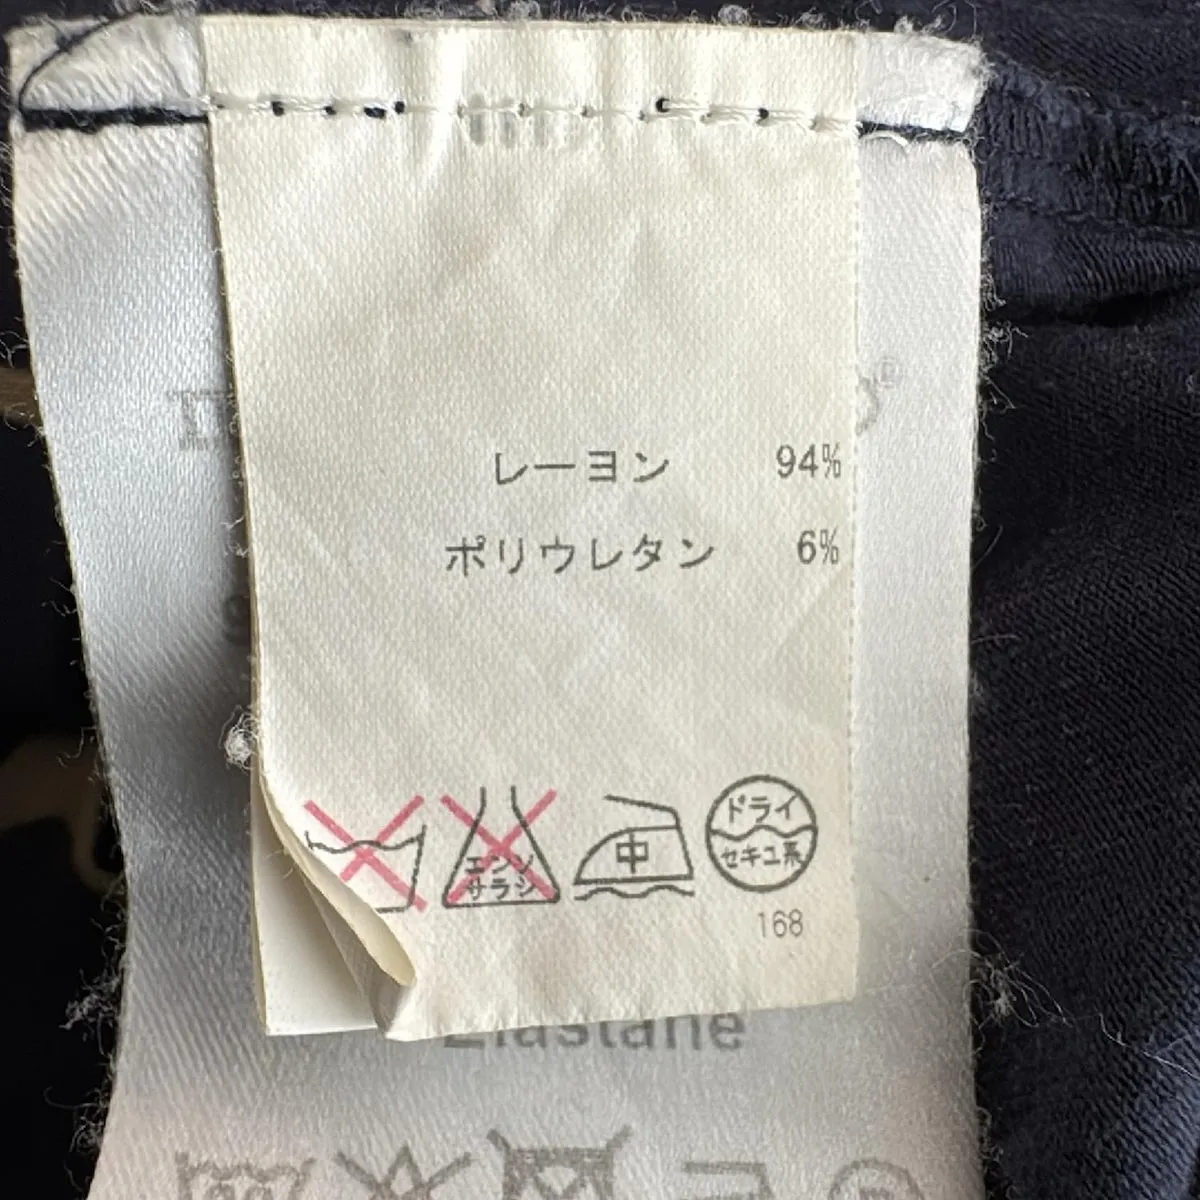 レーヨン 94%
ポリウレタン 6%
エンソ
サラシ
中
ドライ
セキユ系
168
Elastane